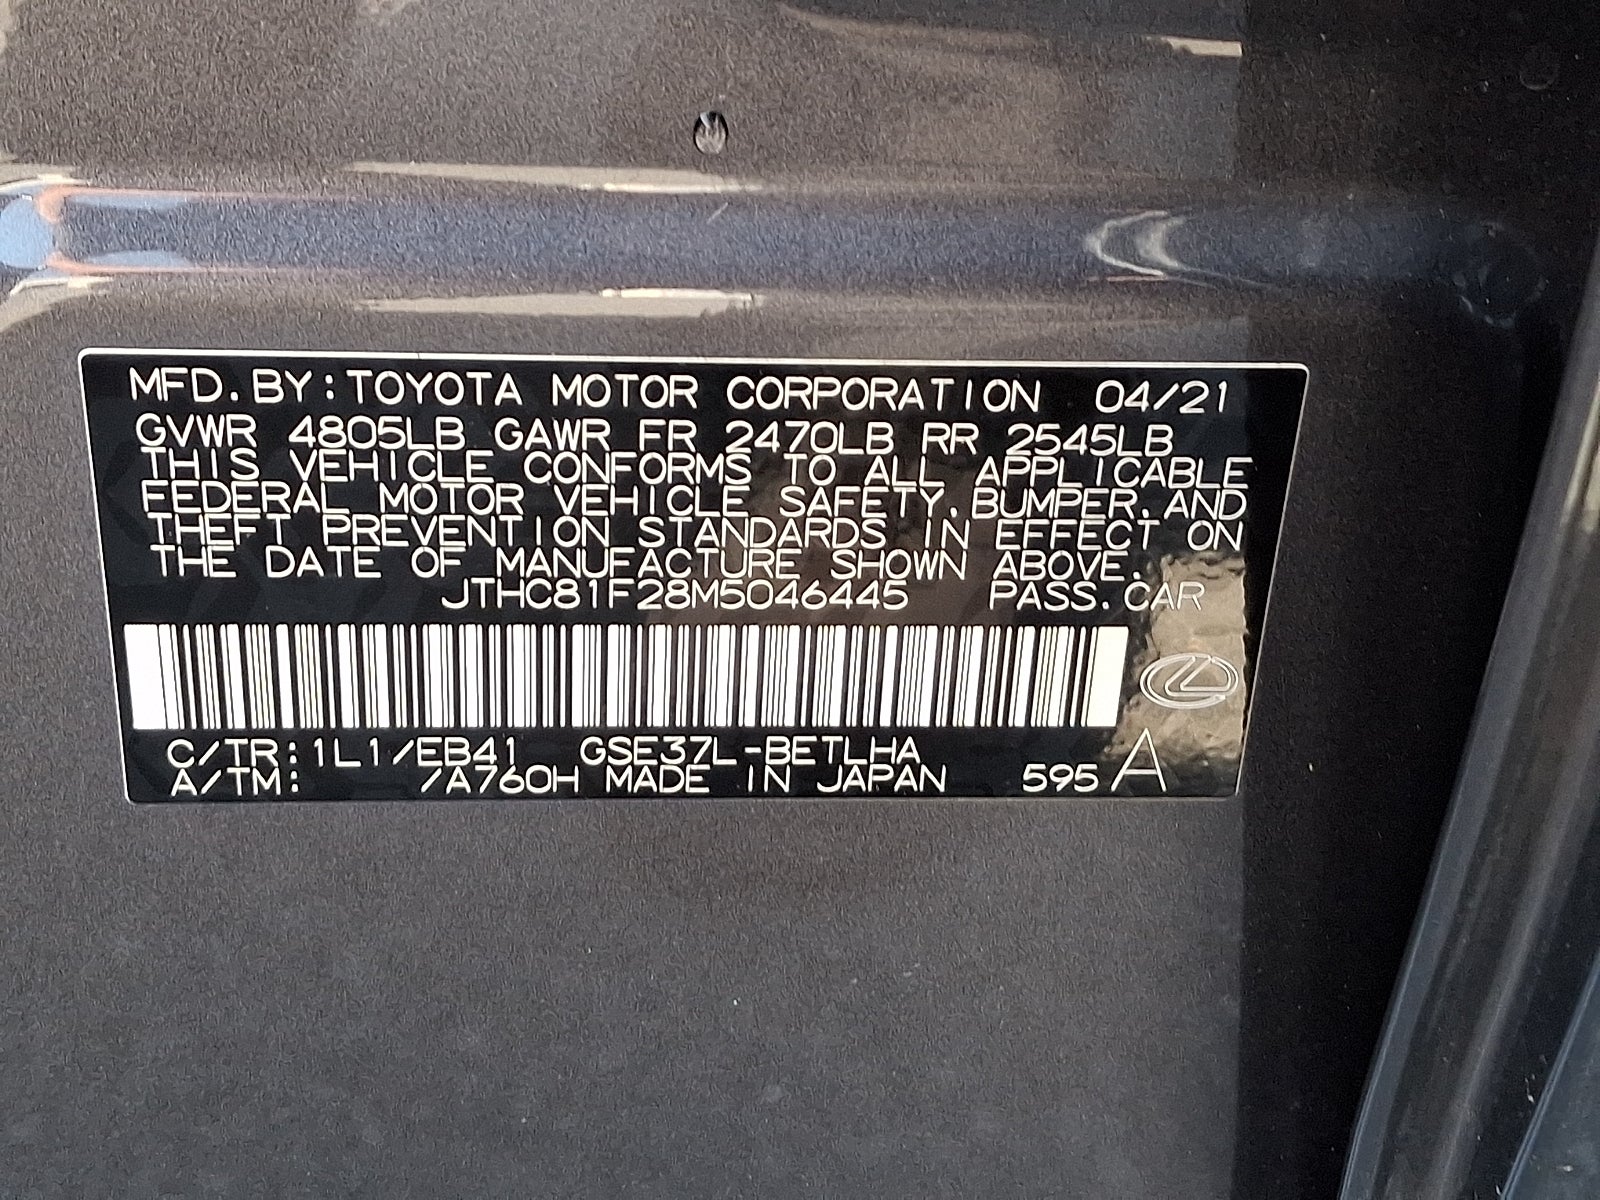 MFD. BY: TOYOTA MOTOR CORPORATION 04/21
GVWR 4805LB GAWR FR 2470LB RR 2545LB
THIS VEHICLE CONFORMS TO ALL APPLICABLE
FEDERAL MOTOR VEHICLE SAFETY, BUMPER, AND
THEFT PREVENTION STANDARDS IN EFFECT ON
THE DATE OF MANUFACTURE SHOWN ABOVE.
JTHC81F28M5046445 PASS. CAR
C/TR: 1L1/EB41 GSE37L-BETLHA
A/TM: /A760H MADE IN JAPAN 595 A